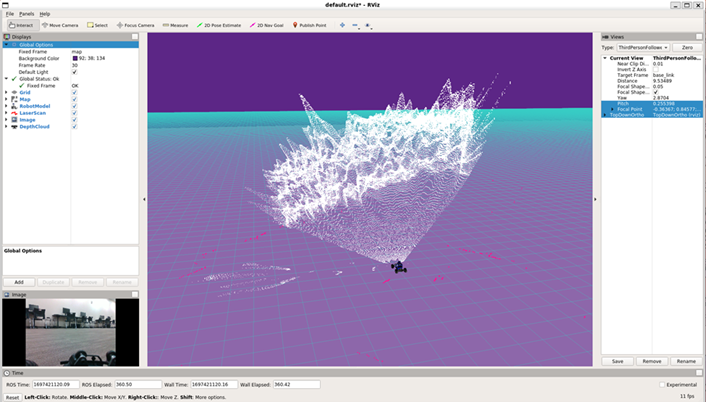 default.rviz* - RViz
File Panels Help
Interact Move Camera Select Focus Camera Measure 2D Pose Estimate 2D Nav Goal Publish Point
Displays
Global Options
Fixed Frame map
Background Color 92; 38; 134
Frame Rate 30
Default Light
Global Status: Ok
Fixed Frame OK
Grid
Map
RobotModel
LaserScan
Image
DepthCloud
Global Options
Add Duplicate Remove Rename
Image
Views
Type: ThirdPersonFollowe Zero
Current View ThirdPersonFollo...
Near Clip Di... 0.01
Invert Z Axis
Target Frame base_link
Distance 9.53489
Focal Shape... 0.05
Focal Shape...
Yaw 2.8704
Pitch 0.255398
Focal Point
TopDownOrtho TopDownOrtho (rviz)
Save Remove Rename
Time
ROS Time: 1697421120.09 ROS Elapsed: 360.50 Wall Time: 1697421120.16 Wall Elapsed: 360.42 Experimental
Reset Left-Click: Rotate. Middle-Click: Move X/Y. Right-Click: Move Z. Shift: More options. 11 fps